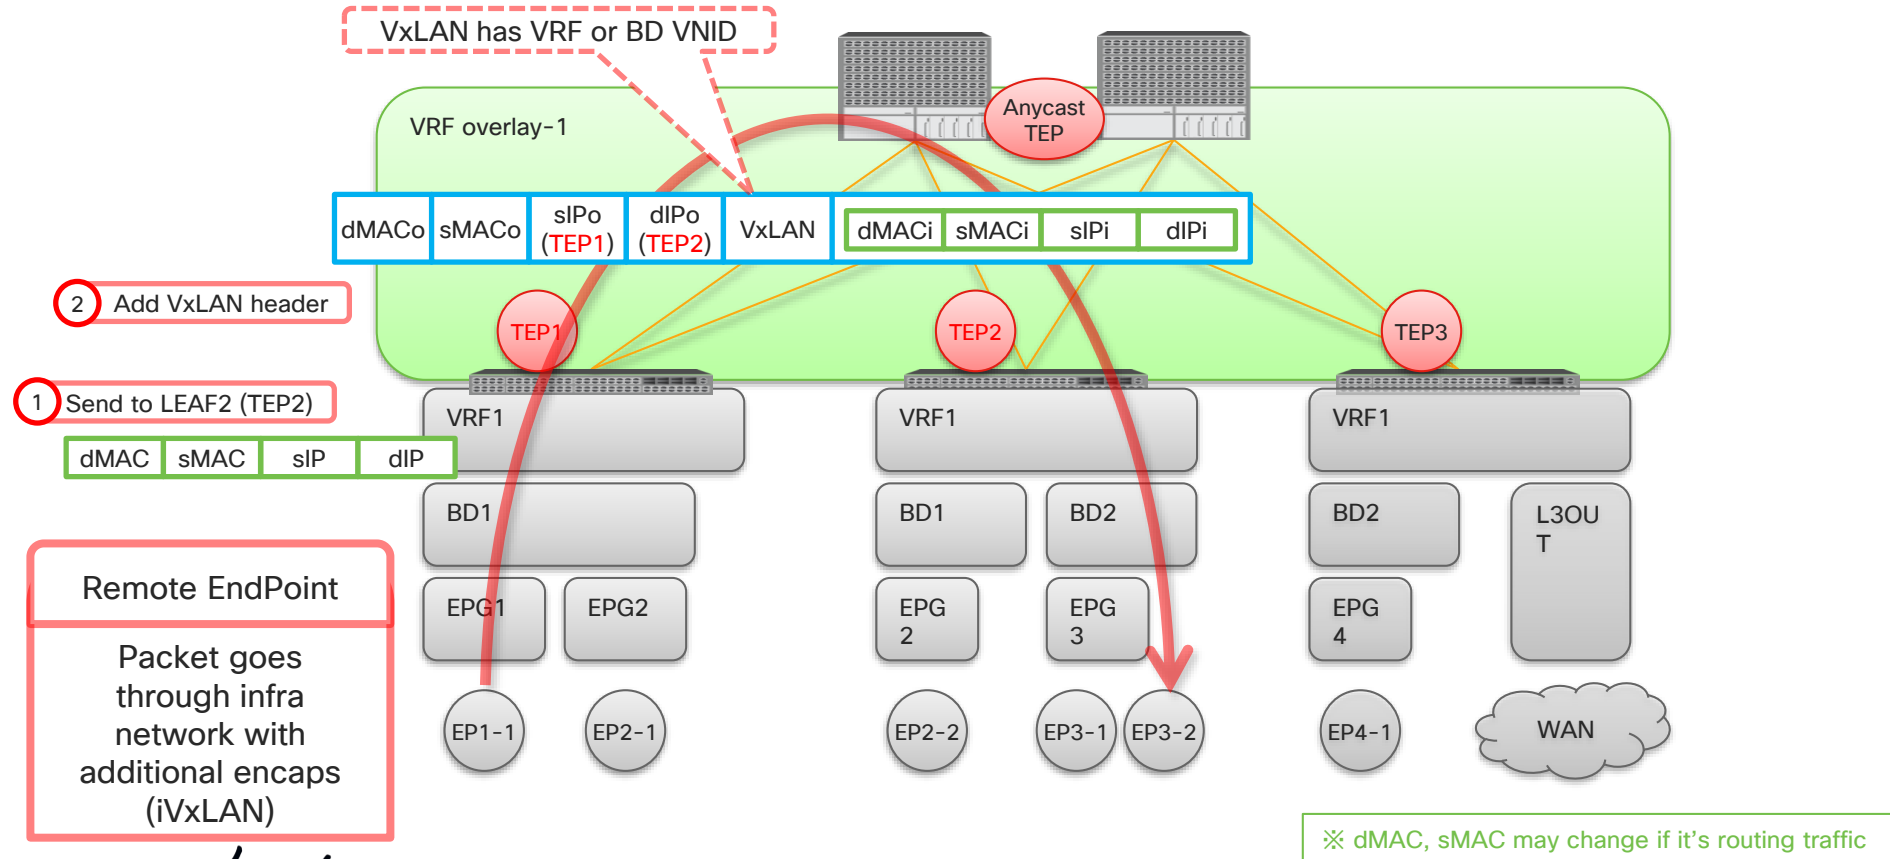 VxLAN has VRF or BD VNID
Anycast
TEP
VRF overlay-1
dMACo sMACo sIPo (TEP1) dIPo (TEP2) VxLAN dMACi sMACi sIPi dIPi
2 Add VxLAN header
TEP1 TEP2 TEP3
1 Send to LEAF2 (TEP2)
dMAC sMAC sIP dIP
VRF1 VRF1 VRF1
BD1 BD1 BD2 BD2 L3OU
T
EPG1 EPG2 EPG
2 EPG
3 EPG
4
EP1-1 EP2-1 EP2-2 EP3-1 EP3-2 EP4-1 WAN
Remote EndPoint
Packet goes
through infra
network with
additional encaps
(iVxLAN)
※ dMAC, sMAC may change if it's routing traffic